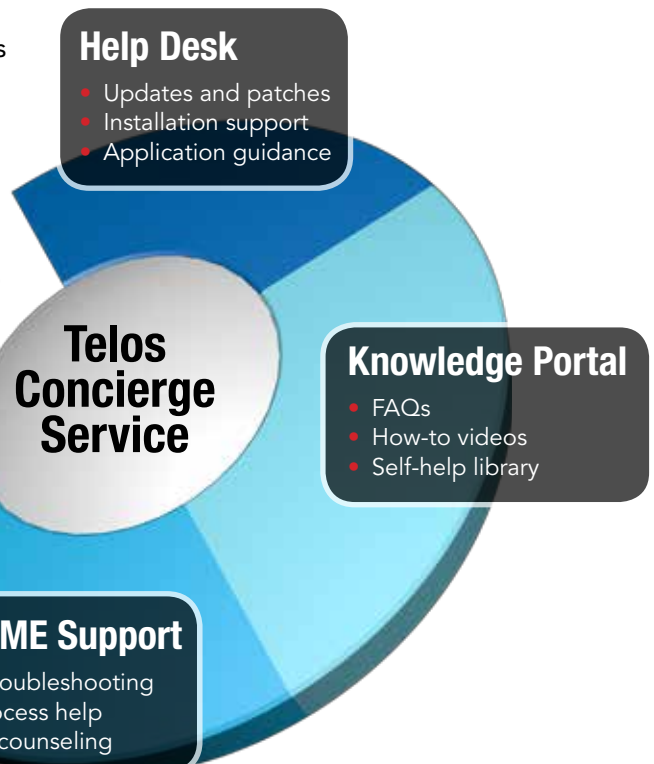 s
Help Desk
• Updates and patches
• Installation support
• Application guidance
Telos
Concierge
Service
Knowledge Portal
• FAQs
• How-to videos
• Self-help library
ME Support
oubleshooting
ocess help
counseling